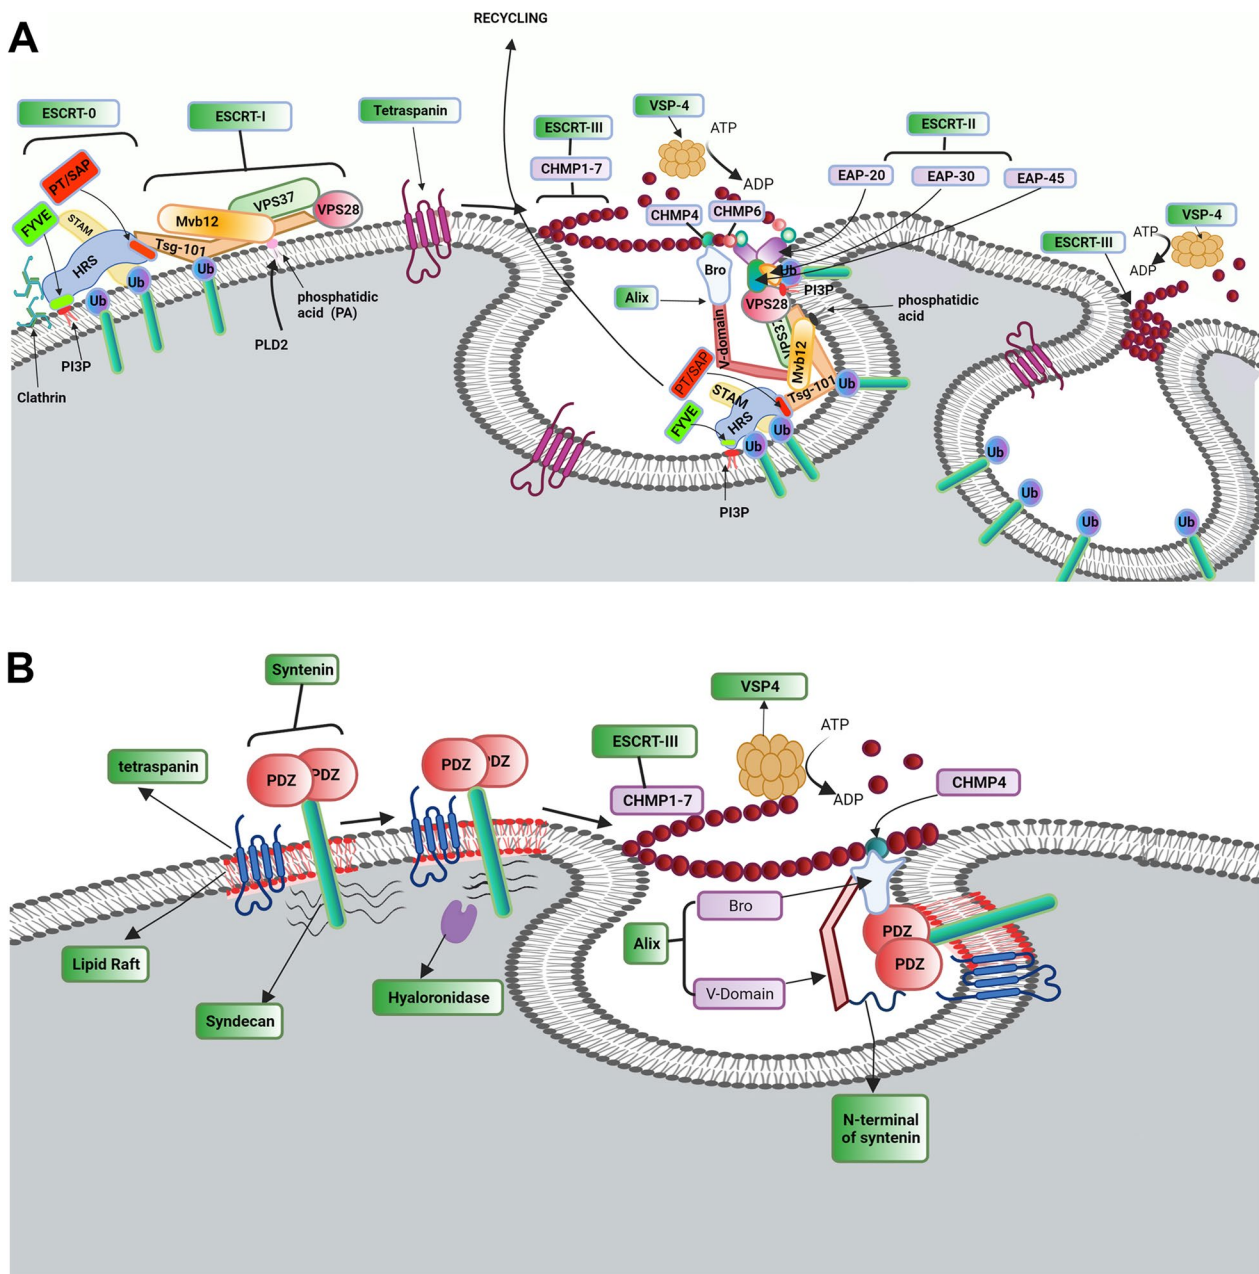 A
RECYCLING
ESCRT-0
ESCRT-I
Tetraspanin
ESCRT-III
CHMP1-7
VSP-4
ATP
ADP
ESCRT-II
EAP-20
EAP-30
EAP-45
PT/SAP
FYVE
STAM
HRS
Mvb12
VPS37
VPS28
Tsg-101
Ub
Ub
Ub
PI3P
Clathrin
PLD2
phosphatidic
acid (PA)
CHMP4
CHMP6
Bro
Alix
V-domain
Ub
PI3P
VPS28
VPS37
Mvb12
Tsg-101
Ub
phosphatidic
acid
PT/SAP
FYVE
STAM
HRS
Ub
Ub
PI3P
ESCRT-III
VSP-4
ATP
ADP
Ub
Ub
Ub
Ub
B
Syntenin
tetraspanin
PDZ
PDZ
Lipid Raft
Syndecan
PDZ
PDZ
Hyaloronidase
ESCRT-III
CHMP1-7
VSP4
ATP
ADP
CHMP4
Alix
Bro
V-Domain
PDZ
PDZ
N-terminal
of syntenin